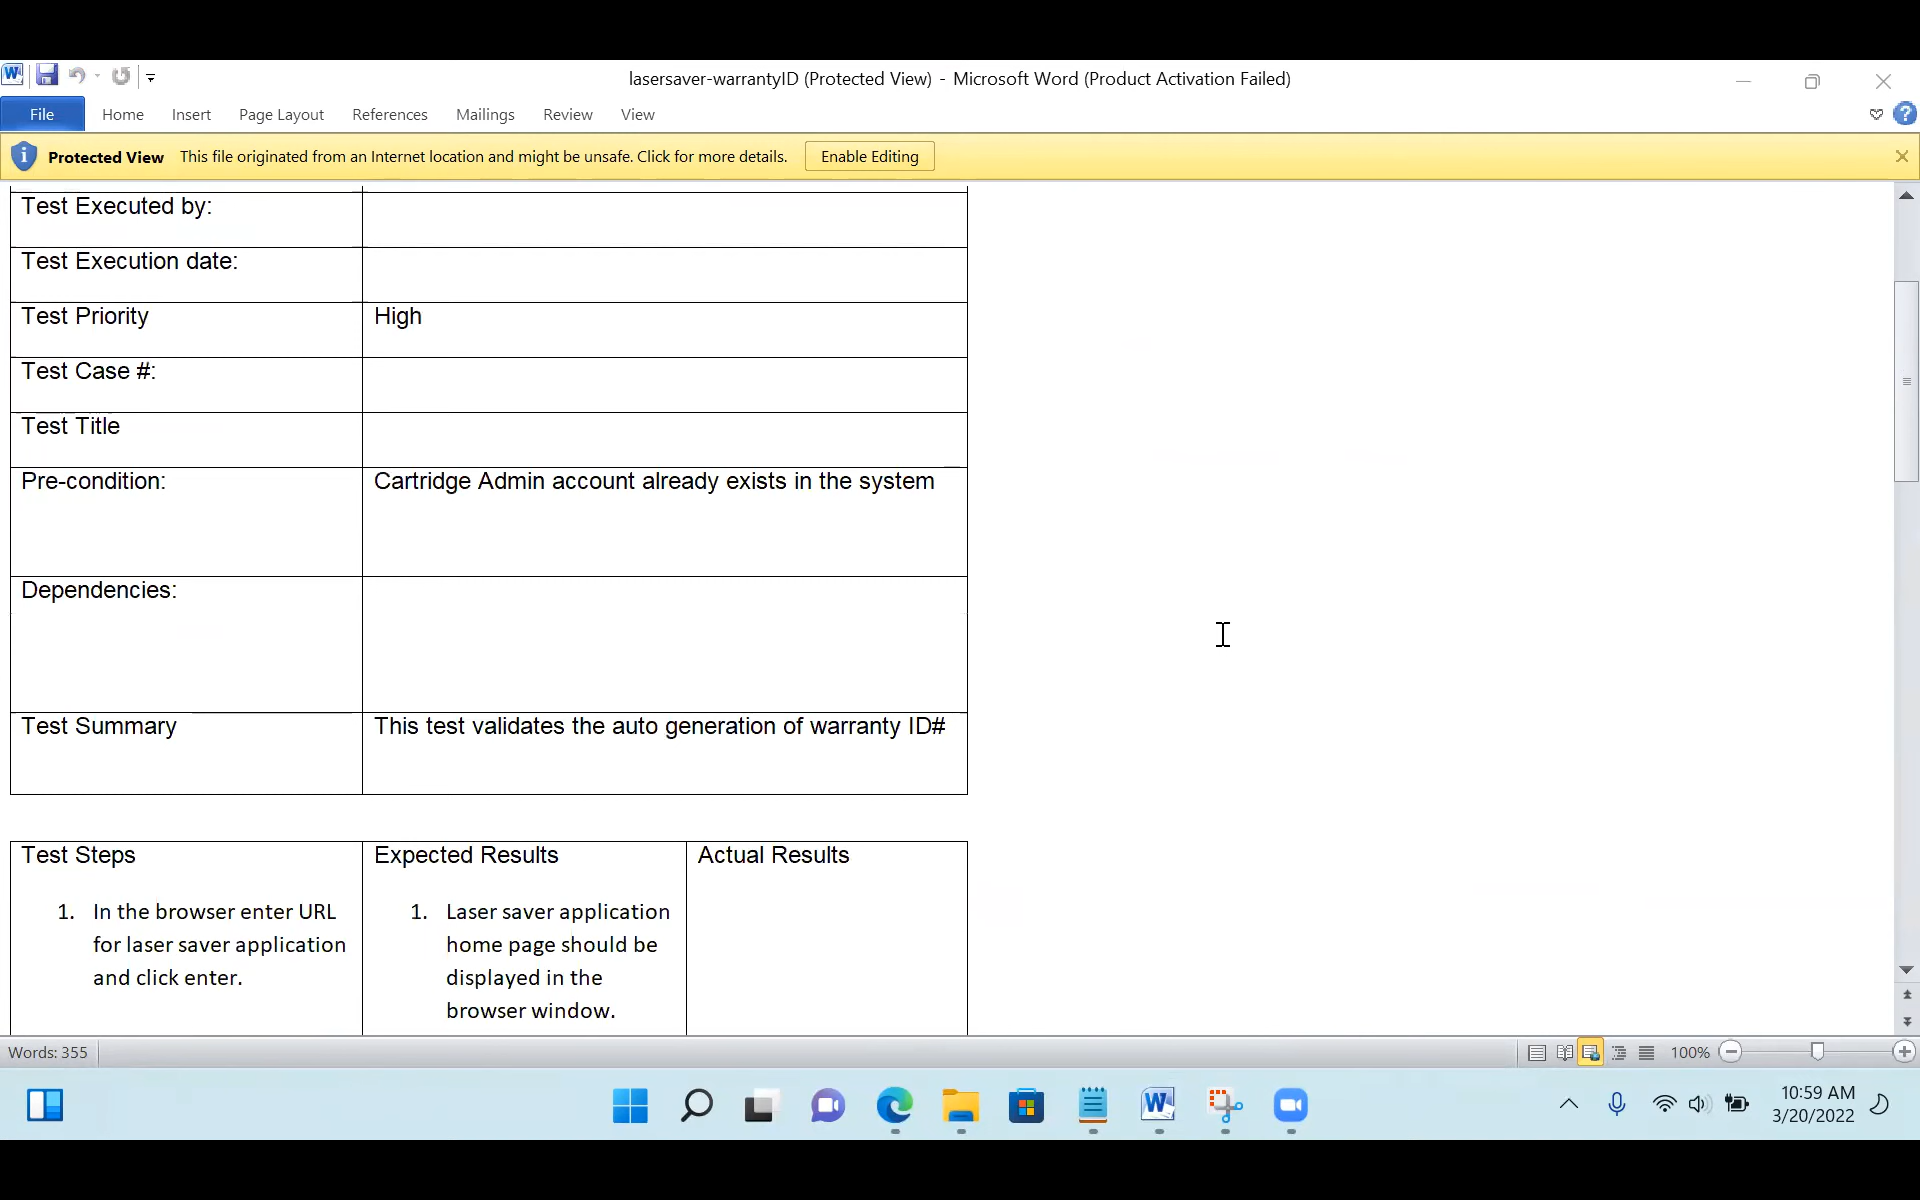 lasersaver-warrantyID (Protected View) - Microsoft Word (Product Activation Failed)
File Home Insert Page Layout References Mailings Review View
Protected View This file originated from an Internet location and might be unsafe. Click for more details. Enable Editing
Test Executed by:
Test Execution date:
Test Priority High
Test Case #:
Test Title
Pre-condition: Cartridge Admin account already exists in the system
Dependencies:
Test Summary This test validates the auto generation of warranty ID#
Test Steps Expected Results Actual Results
1. In the browser enter URL
for laser saver application
and click enter.
1. Laser saver application
home page should be
displayed in the
browser window.
Words: 355 100%
10:59 AM
3/20/2022